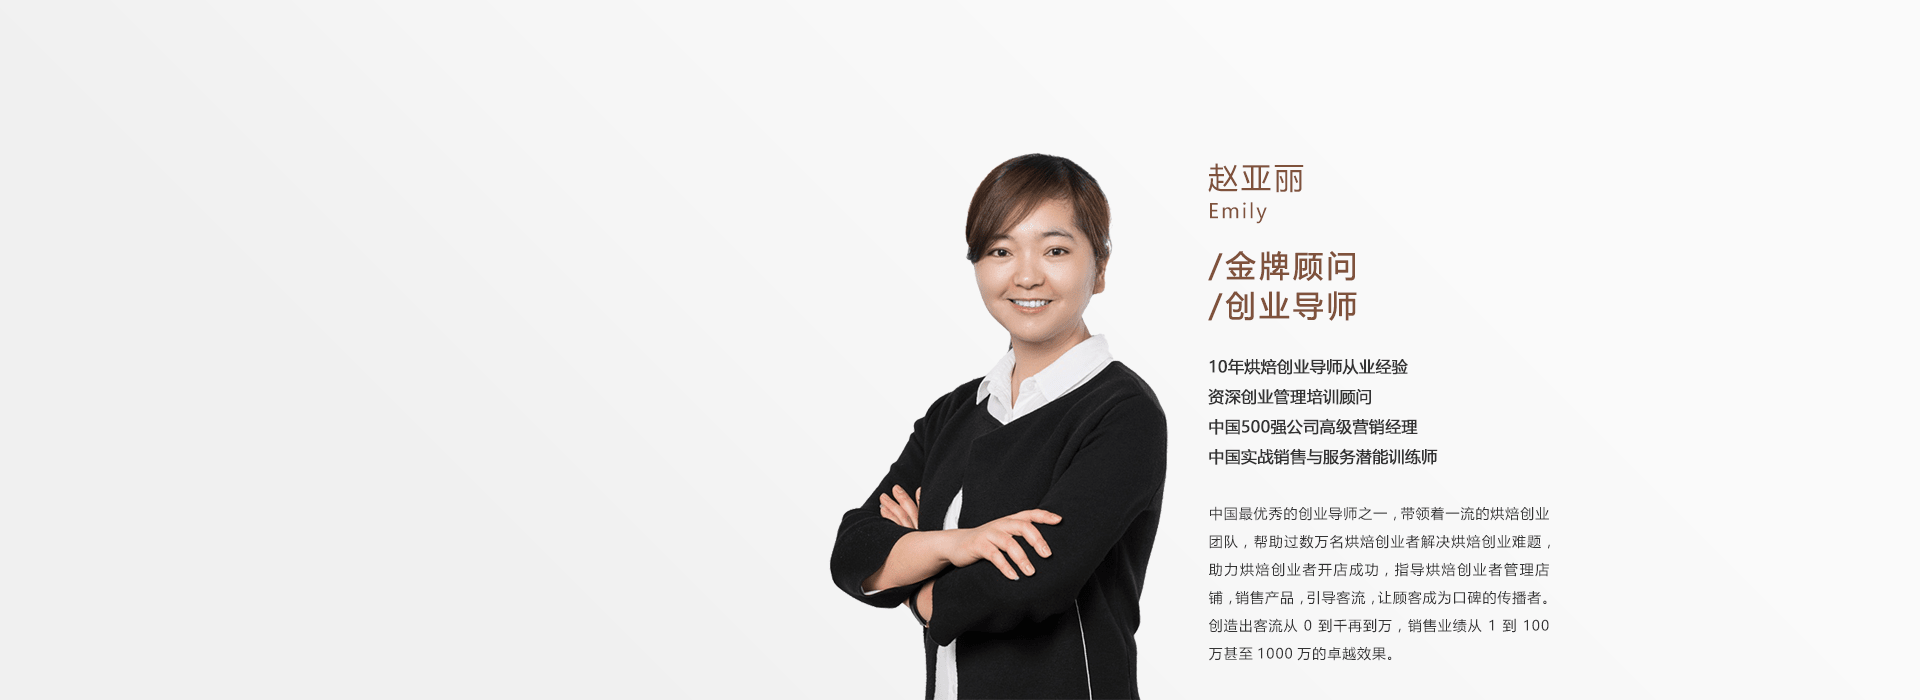 赵亚丽
Emily
/金牌顾问
/创业导师
10年烘焙创业导师从业经验
资深创业管理培训顾问
中国500强公司高级营销经理
中国实战销售与服务潜能训练师
中国最优秀的创业导师之一，带领着一流的烘焙创业
团队，帮助过数万名烘焙创业者解决烘焙创业难题，
助力烘焙创业者开店成功，指导烘焙创业者管理店
铺，销售产品，引导客流，让顾客成为口碑的传播者。
创造出客流从 0 到千再到万，销售业绩从 1 到 100
万甚至 1000 万的卓越效果。